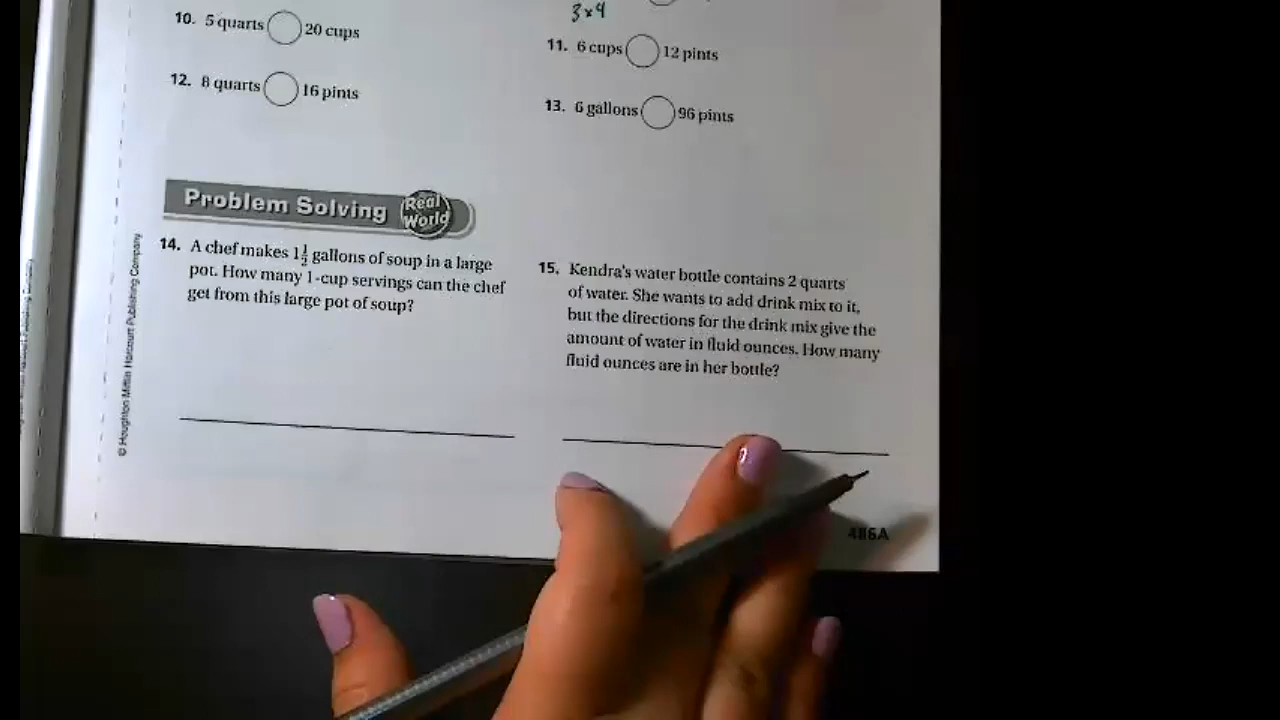 3×4
10. 5 quarts 20 cups
11. 6 cups 12 pints
12. 8 quarts 16 pints
13. 6 gallons 96 pints
Problem Solving Real World
14. A chef makes 1 1/2 gallons of soup in a large
pot. How many 1-cup servings can the chef
get from this large pot of soup?
15. Kendra's water bottle contains 2 quarts
of water. She wants to add drink mix to it,
but the directions for the drink mix give the
amount of water in fluid ounces. How many
fluid ounces are in her bottle?
© Houghton Mifflin Harcourt Publishing Company
486A